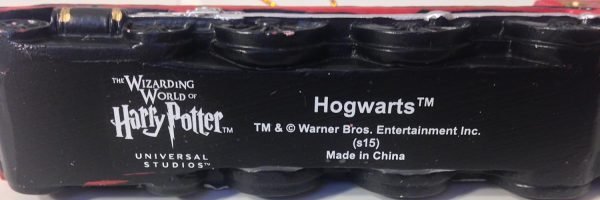 THE WIZARDING
WORLD OF
Harry Potter™
UNIVERSAL
STUDIOS™
Hogwarts™
TM & © Warner Bros. Entertainment Inc.
(s15)
Made in China